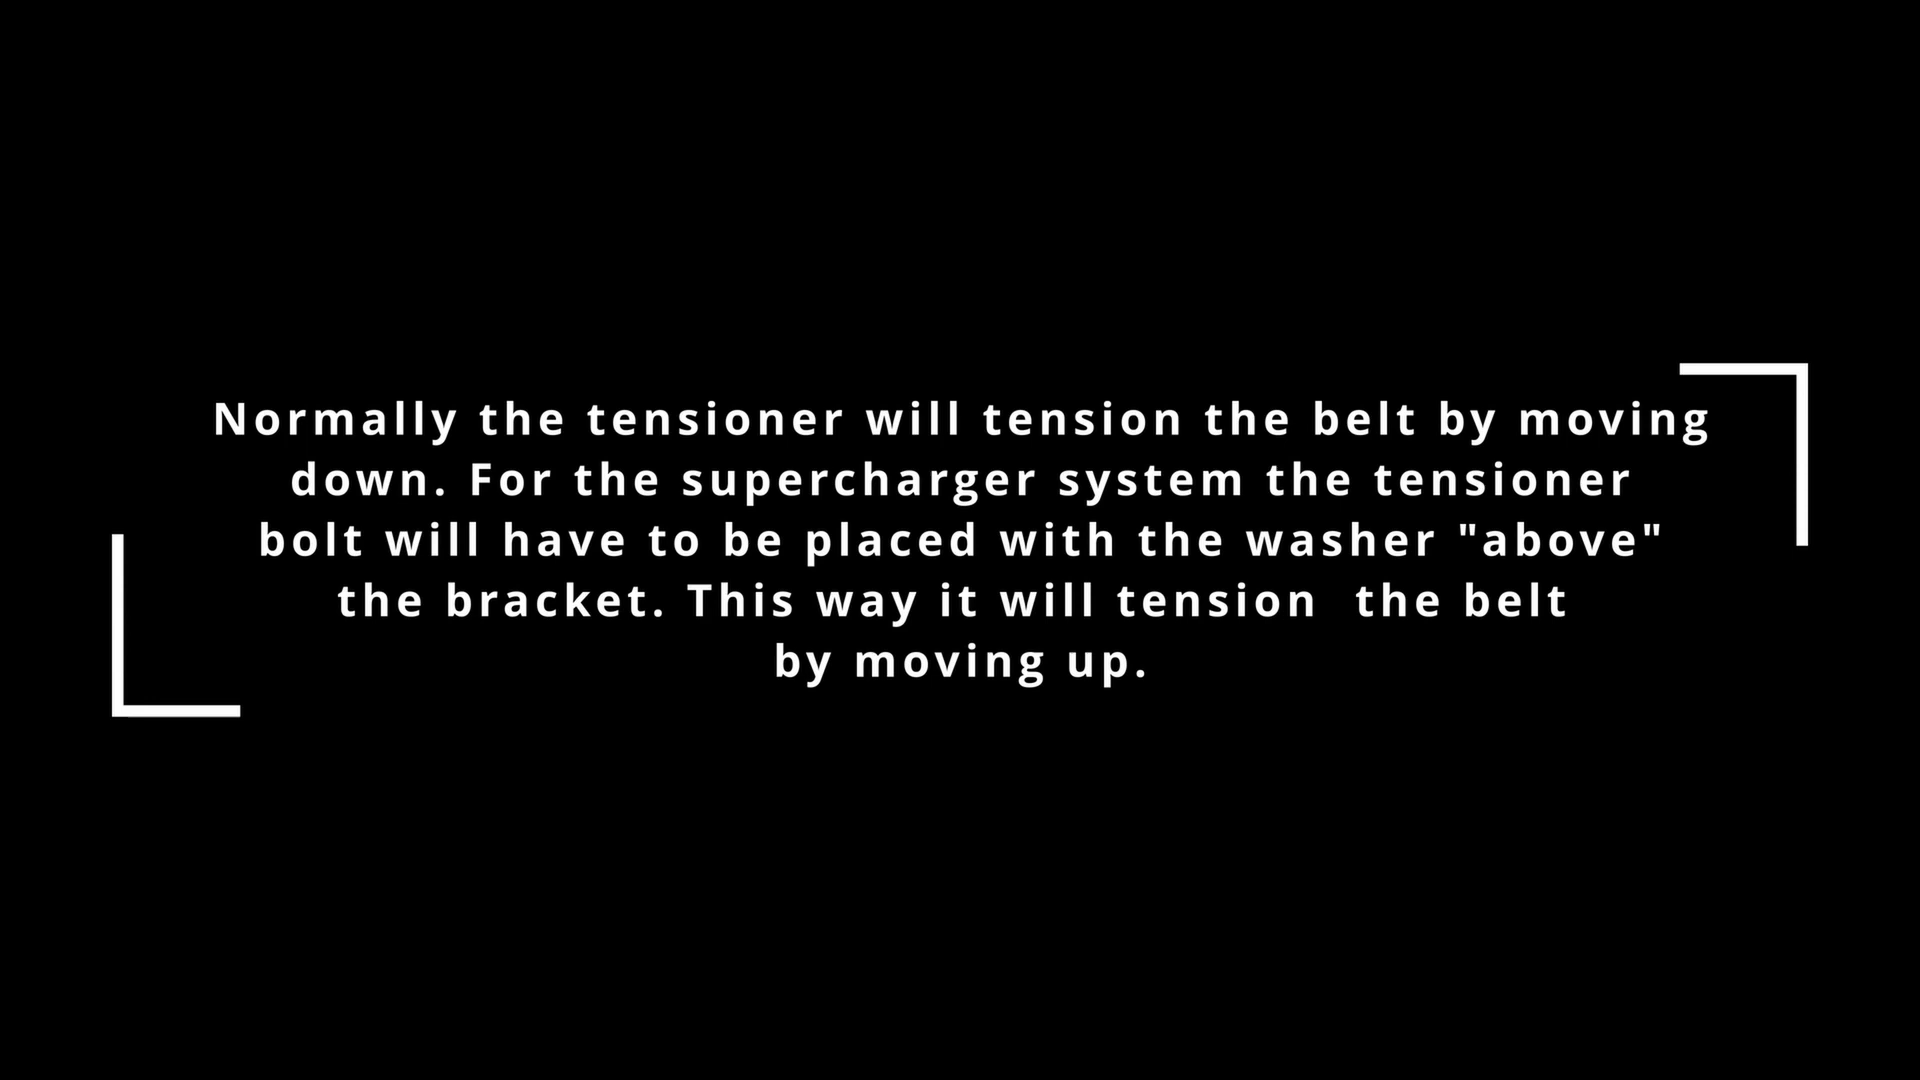 Normally the tensioner will tension the belt by moving
down. For the supercharger system the tensioner
bolt will have to be placed with the washer "above"
the bracket. This way it will tension  the belt
by moving up.